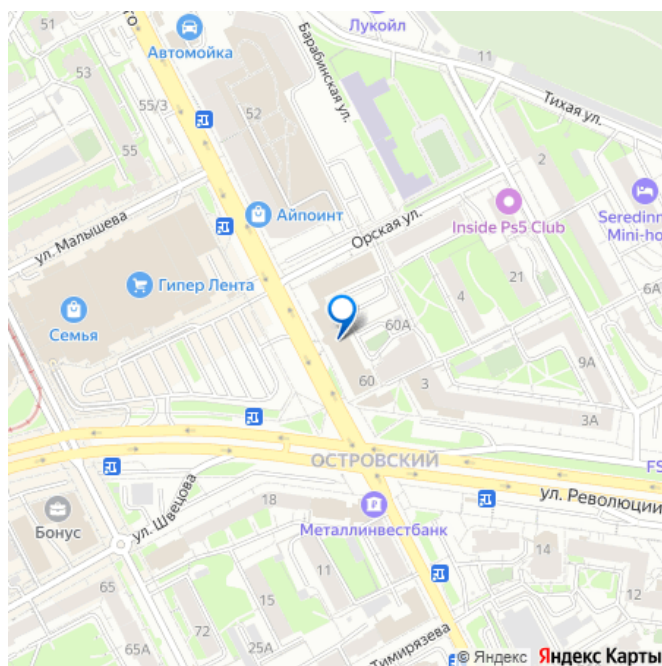 51
го
Лукойл
Автомойка
53
11
Барабинская ул.
55/3
52
Тихая ул.
55
2
Айпоинт
Орская ул.
Inside Ps5 Club
Seredinn
Mini-ho
ул. Малышева
21
Гипер Лента
4
6А
Семья
60А
9А
60
3
3А
ОСТРОВСКИЙ
FS
ул. Швецова
18
ул. Революции
Бонус
Металлинвестбанк
14
65
15
11
72
65А
25А
Тимирязева
© Яндекс Яндекс Карты